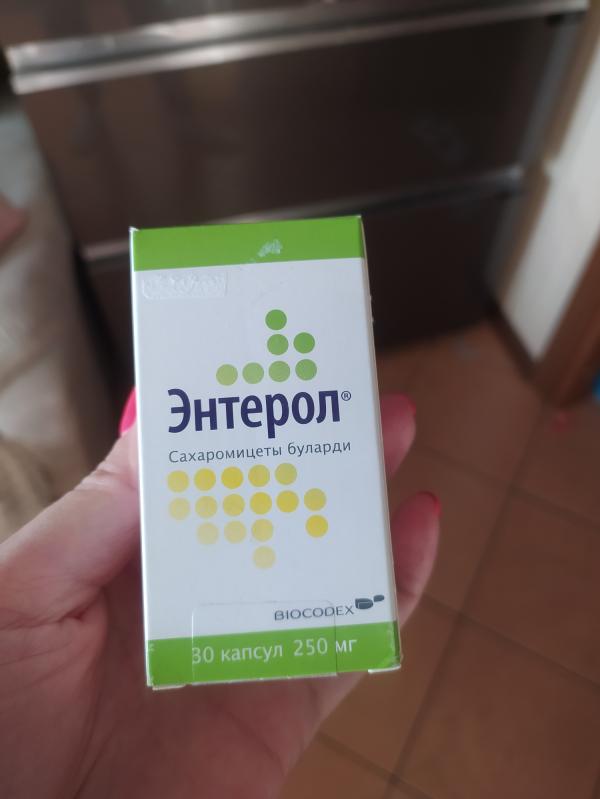 Энтерол®
Сахаромицеты буларди
BIOCODEX
30 капсул 250 мг